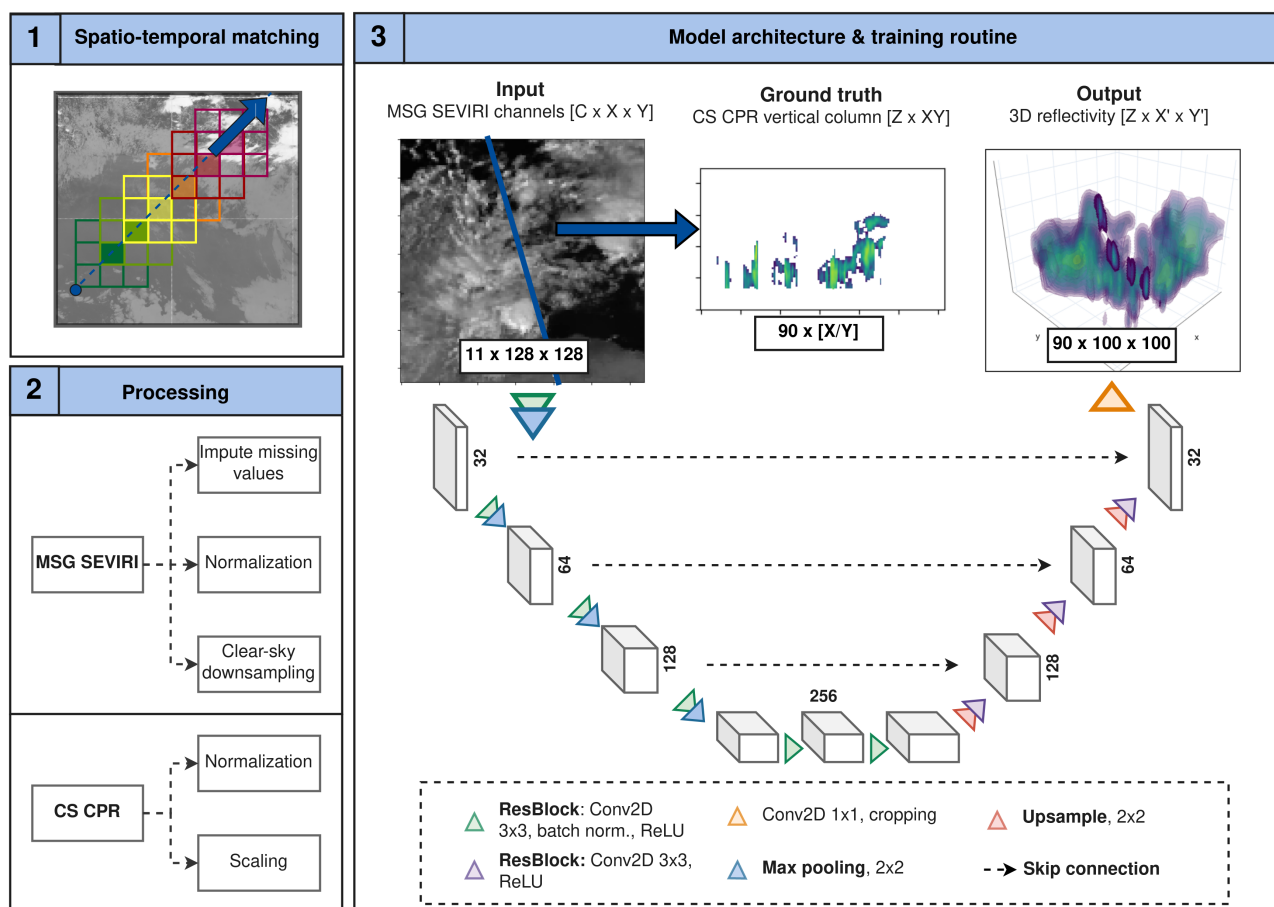 1
Spatio-temporal matching
2
Processing
MSG SEVIRI
Impute missing
values
Normalization
Clear-sky
downsampling
CS CPR
Normalization
Scaling
3
Model architecture & training routine
Input
MSG SEVIRI channels [C x X x Y]
11 x 128 x 128
Ground truth
CS CPR vertical column [Z x XY]
90 x [X/Y]
Output
3D reflectivity [Z x X' x Y']
y
x
90 x 100 x 100
32
64
128
256
128
64
32
ResBlock: Conv2D
3x3, batch norm., ReLU
ResBlock: Conv2D 3x3,
ReLU
Conv2D 1x1, cropping
Max pooling, 2x2
Upsample, 2x2
Skip connection